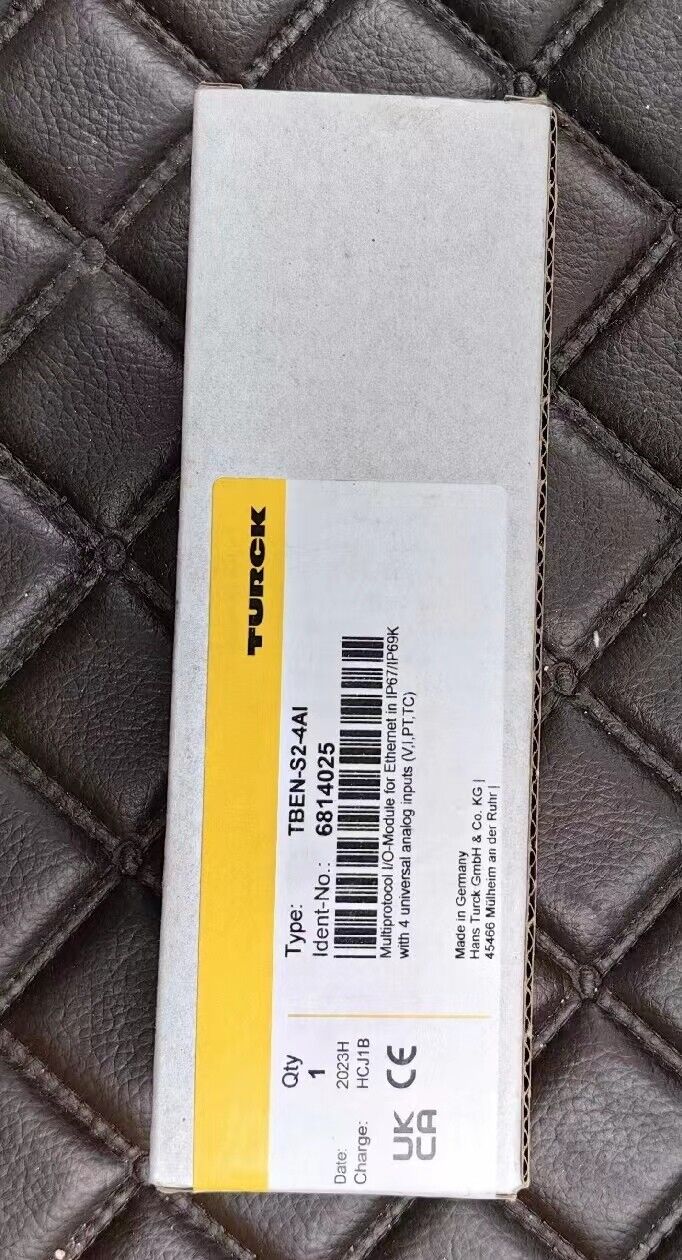 TURCK
Type: TBEN-S2-4AI
Ident-No.: 6814025
Multiprotocol I/O-Module for Ethernet in IP67/IP69K
with 4 universal analog inputs (V,I,PT,TC)
Made in Germany
Hans Turck GmbH & Co. KG |
45466 Mülheim an der Ruhr |
Qty
1
Date: 2023H
Charge: HCJ1B
UK
CA
CE